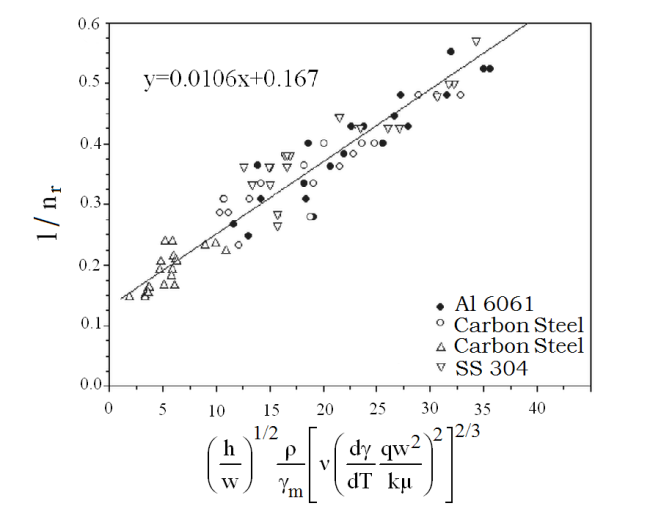 0.6
y=0.0106x+0.167
0.5
0.4
0.3
0.2
0.1
0.0
1/n_r
● Al 6061
○ Carbon Steel
△ Carbon Steel
▽ SS 304
0 5 10 15 20 25 30 35 40
(h/w)^1/2 ρ/γ_m [ν(dγ/dT qw^2/kμ)^2]^2/3